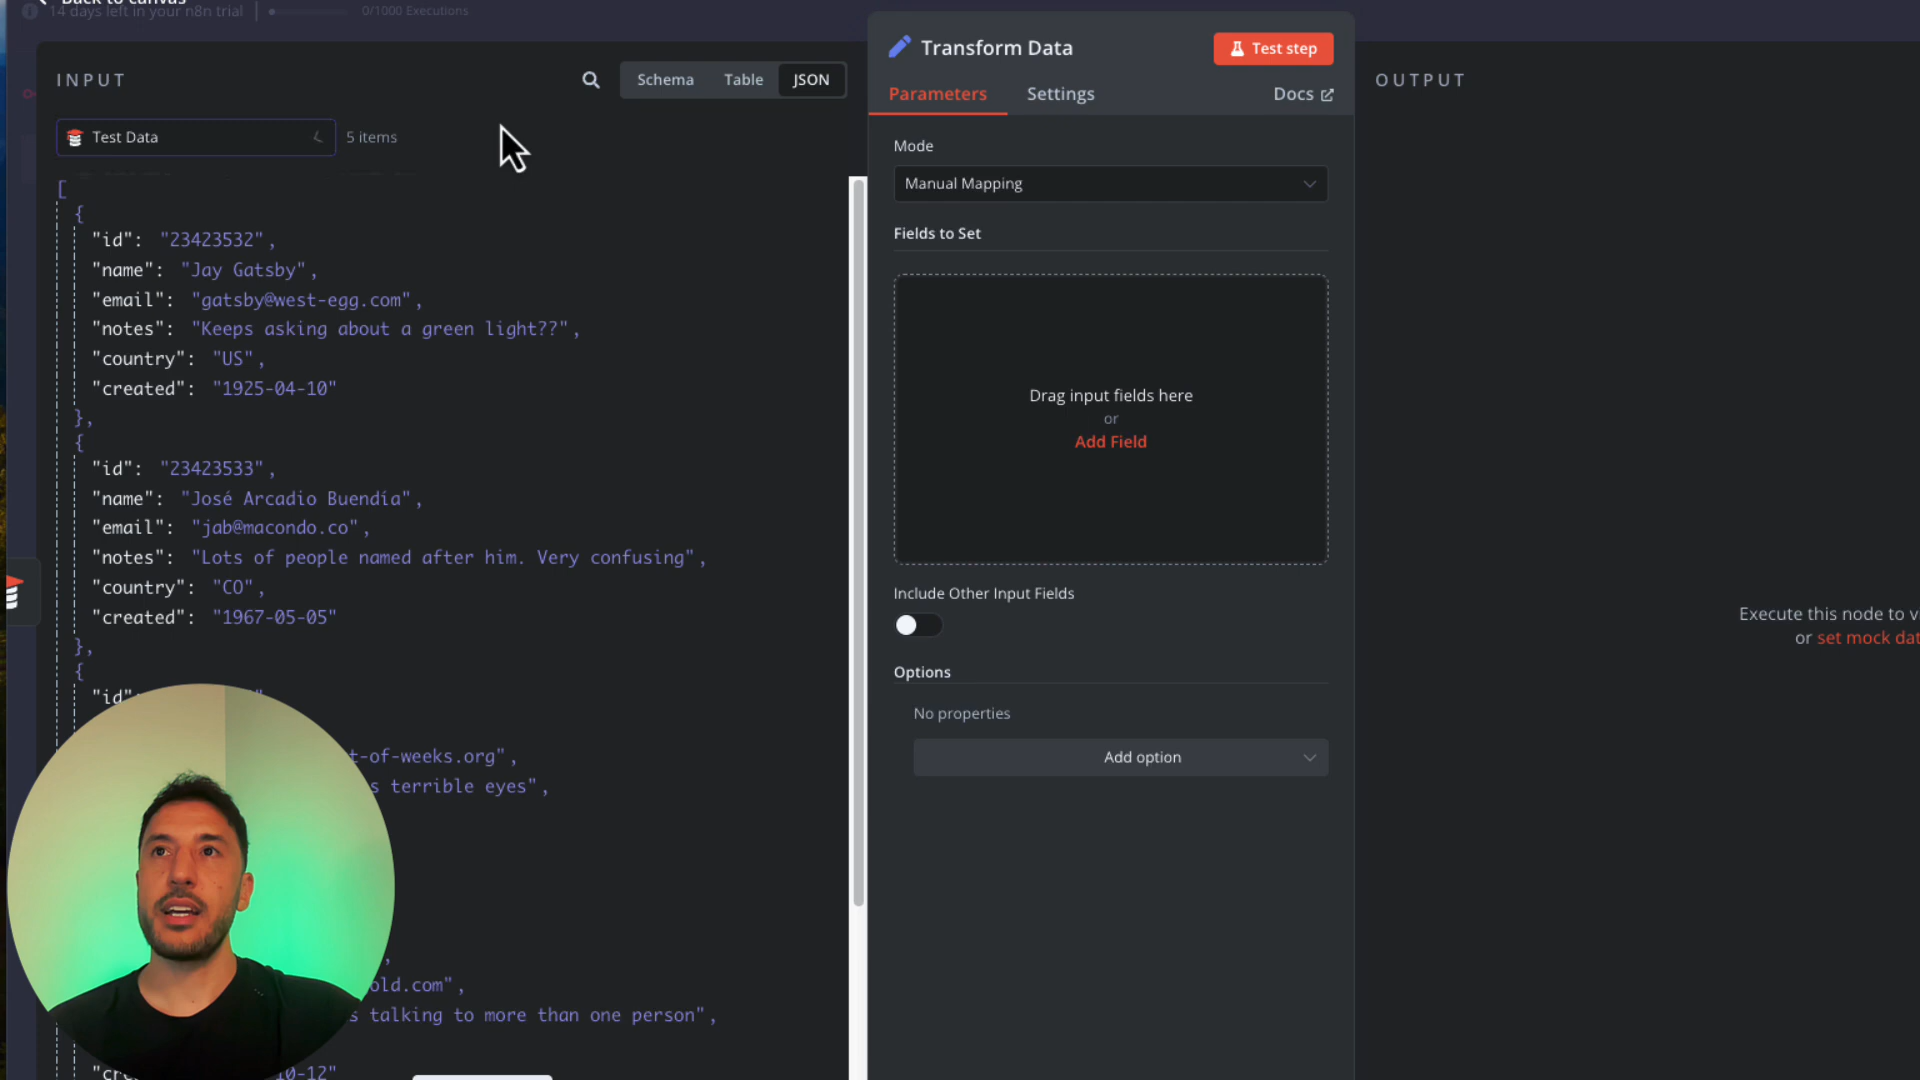 Back to canvas
14 days left in your n8n trial
0/1000 Executions
INPUT
Schema
Table
JSON
Test Data
5 items
[
{
"id": "23423532",
"name": "Jay Gatsby",
"email": "gatsby@west-egg.com",
"notes": "Keeps asking about a green light??",
"country": "US",
"created": "1925-04-10"
},
{
"id": "23423533",
"name": "José Arcadio Buendía",
"email": "jab@macondo.co",
"notes": "Lots of people named after him. Very confusing",
"country": "CO",
"created": "1967-05-05"
},
{
"id"
t-of-weeks.org",
s terrible eyes",
,
old.com",
s talking to more than one person",
"cre 10-12"
Transform Data
Test step
Parameters
Settings
Docs
Mode
Manual Mapping
Fields to Set
Drag input fields here
or
Add Field
Include Other Input Fields
Options
No properties
Add option
OUTPUT
Execute this node to v
or set mock dat